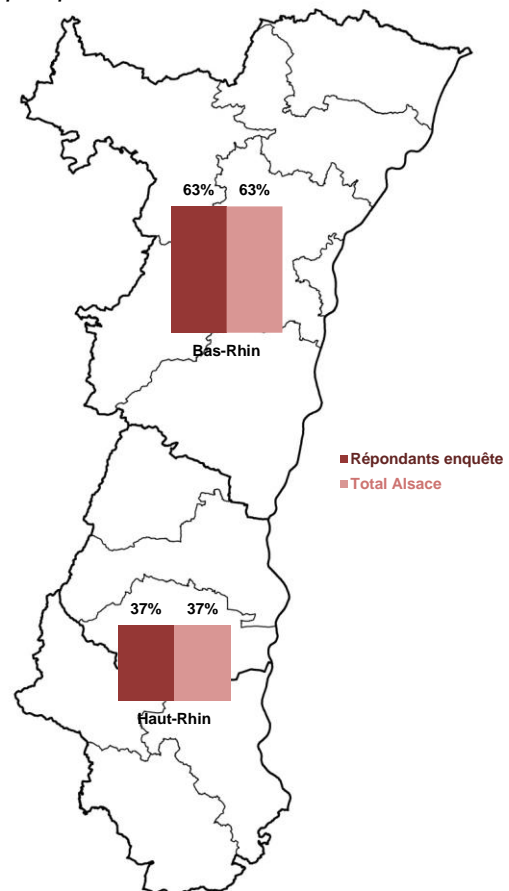 63% 63%
Bas-Rhin
Répondants enquête
Total Alsace
37% 37%
Haut-Rhin